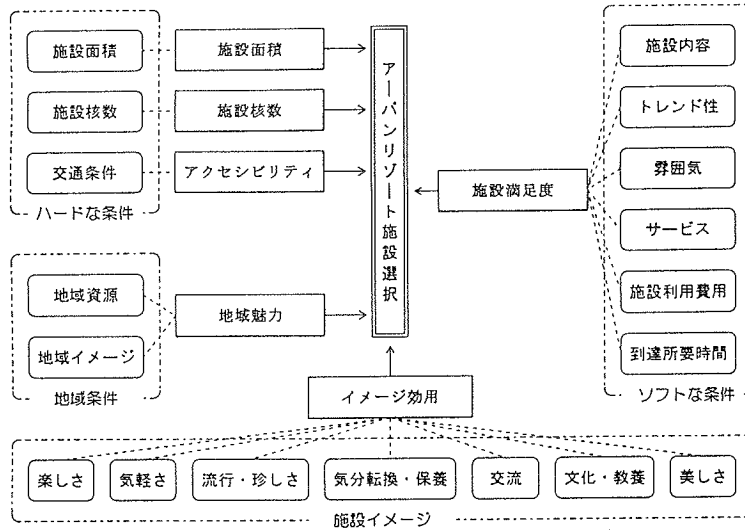 施設面積
施設核数
交通条件
ハードな条件
施設面積
施設核数
アクセシビリティ
地域資源
地域イメージ
地域条件
地域魅力
アーバンリゾート施設選択
施設満足度
施設内容
トレンド性
雰囲気
サービス
施設利用費用
到達所要時間
ソフトな条件
イメージ効用
楽しさ
気軽さ
流行・珍しさ
気分転換・保養
交流
文化・教養
美しさ
施設イメージ